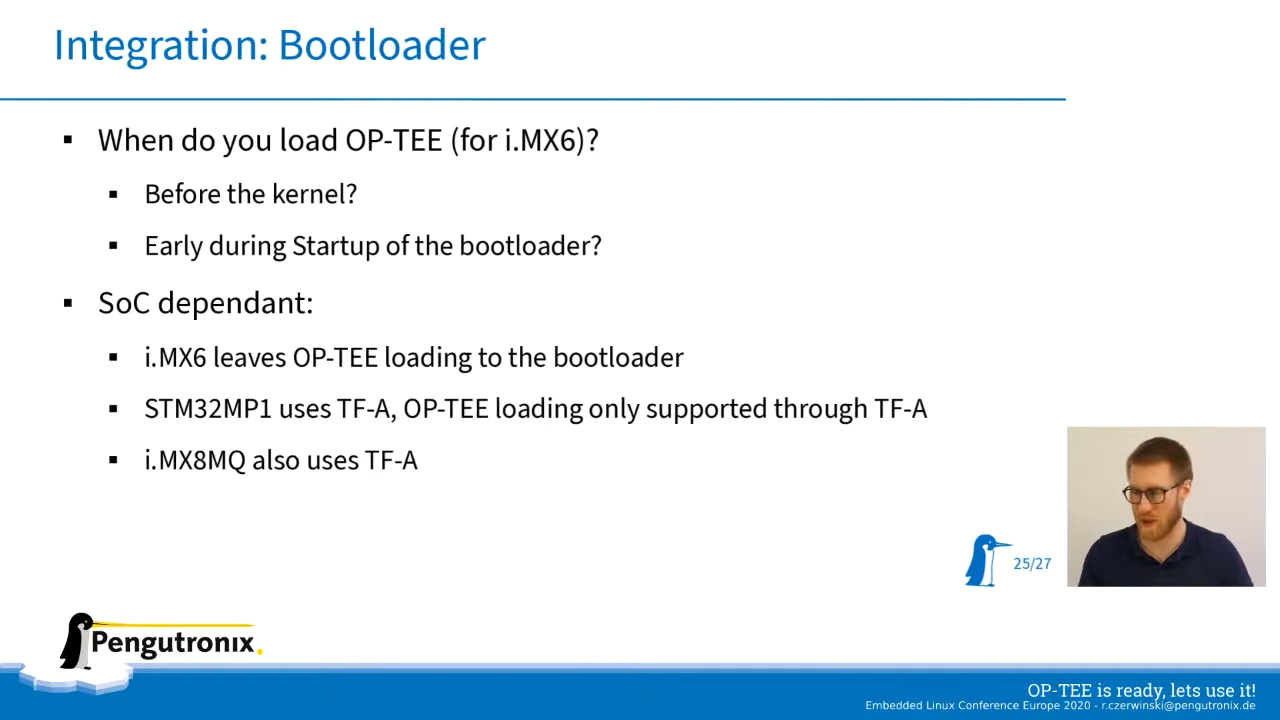 Integration: Bootloader
When do you load OP-TEE (for i.MX6)?
Before the kernel?
Early during Startup of the bootloader?
SoC dependant:
i.MX6 leaves OP-TEE loading to the bootloader
STM32MP1 uses TF-A, OP-TEE loading only supported through TF-A
i.MX8MQ also uses TF-A
25/27
Pengutronix.
OP-TEE is ready, lets use it!
Embedded Linux Conference Europe 2020 - r.czerwinski@pengutronix.de